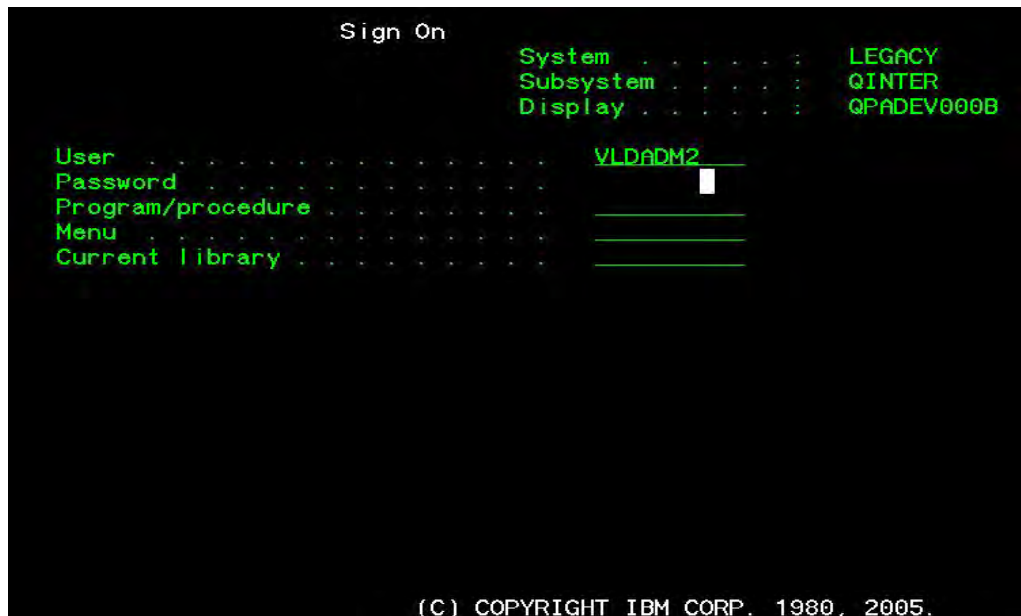 Sign On
System . . . . . : LEGACY
Subsystem . . . . : QINTER
Display . . . . . : QPADEV000B
User . . . . . . . . . . . . . . VLDADM2
Password . . . . . . . . . . . .
Program/procedure . . . . . . . .
Menu . . . . . . . . . . . . . .
Current library . . . . . . . . .
(C) COPYRIGHT IBM CORP. 1980, 2005.